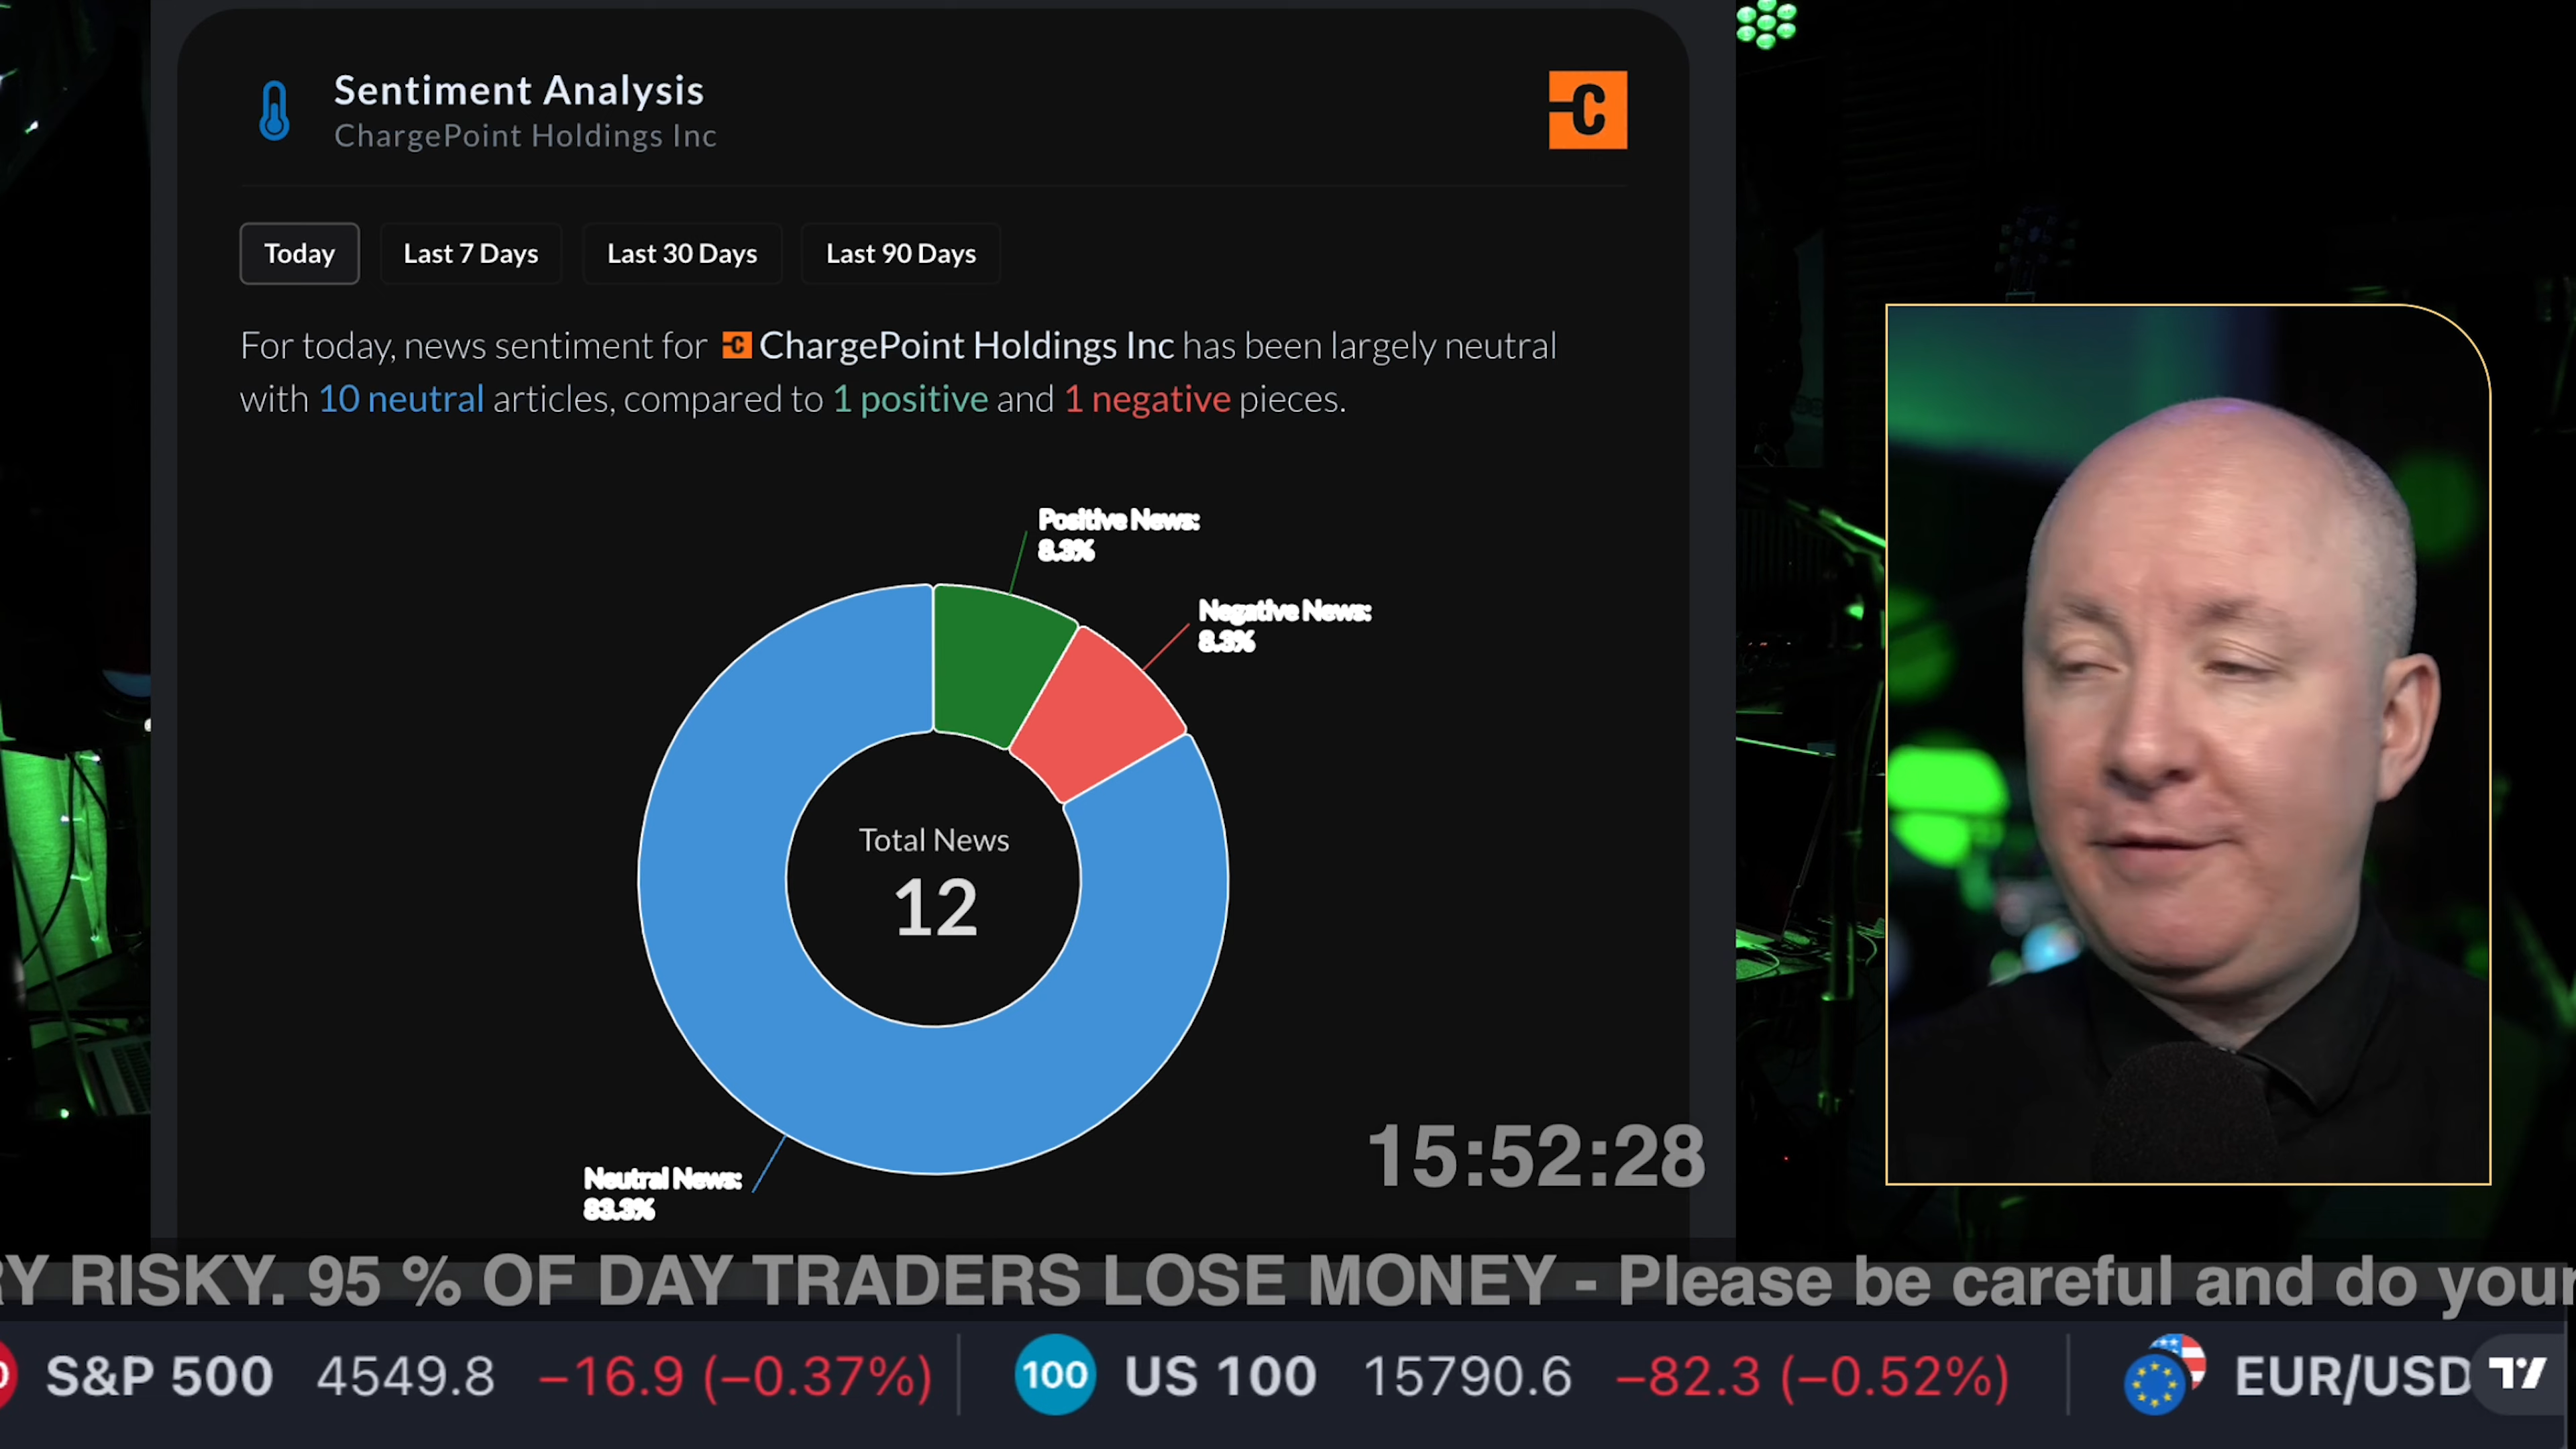 Sentiment Analysis
ChargePoint Holdings Inc
C
Today
Last 7 Days
Last 30 Days
Last 90 Days
For today, news sentiment for C ChargePoint Holdings Inc has been largely neutral
with 10 neutral articles, compared to 1 positive and 1 negative pieces.
Positive News:
8.3%
Negative News:
8.3%
Total News
12
Neutral News:
83.3%
15:52:28
RY RISKY. 95 % OF DAY TRADERS LOSE MONEY - Please be careful and do your
S&P 500 4549.8 −16.9 (−0.37%) 100 US 100 15790.6 −82.3 (−0.52%) EUR/USD